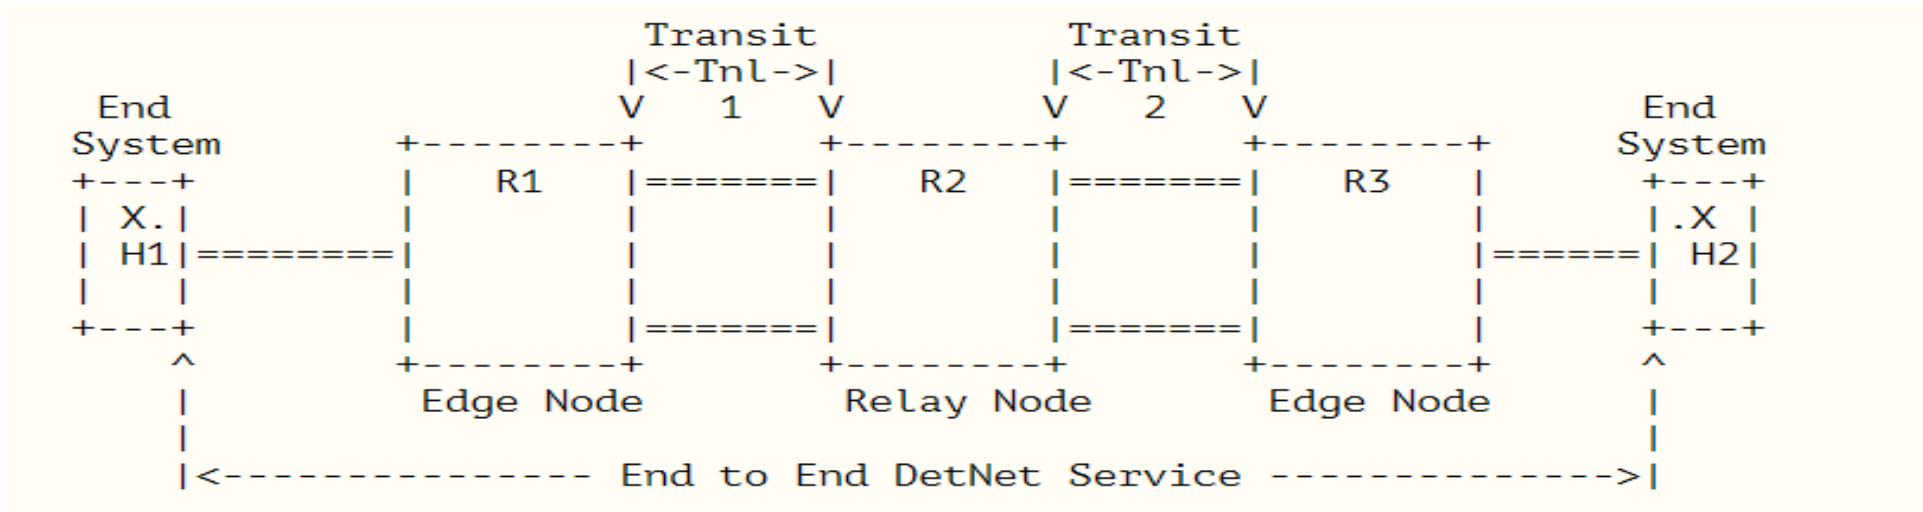 Transit          Transit
                      |<-Tnl->|        |<-Tnl->|
 End                  V   1   V        V   2   V               End
System       +--------+       +--------+       +--------+     System
+---+        |   R1   |=======|   R2   |=======|   R3   |      +---+
|  X.|       |        |       |        |       |        |      |.X |
|  H1|========|        |       |        |       |        |======| H2|
|   |        |        |       |        |       |        |      |   |
+---+        |        |=======|        |=======|        |      +---+
    ^        +--------+       +--------+       +--------+      ^
    |         Edge Node        Relay Node       Edge Node      |
    |                                                          |
    |<---------------- End to End DetNet Service -------------->|